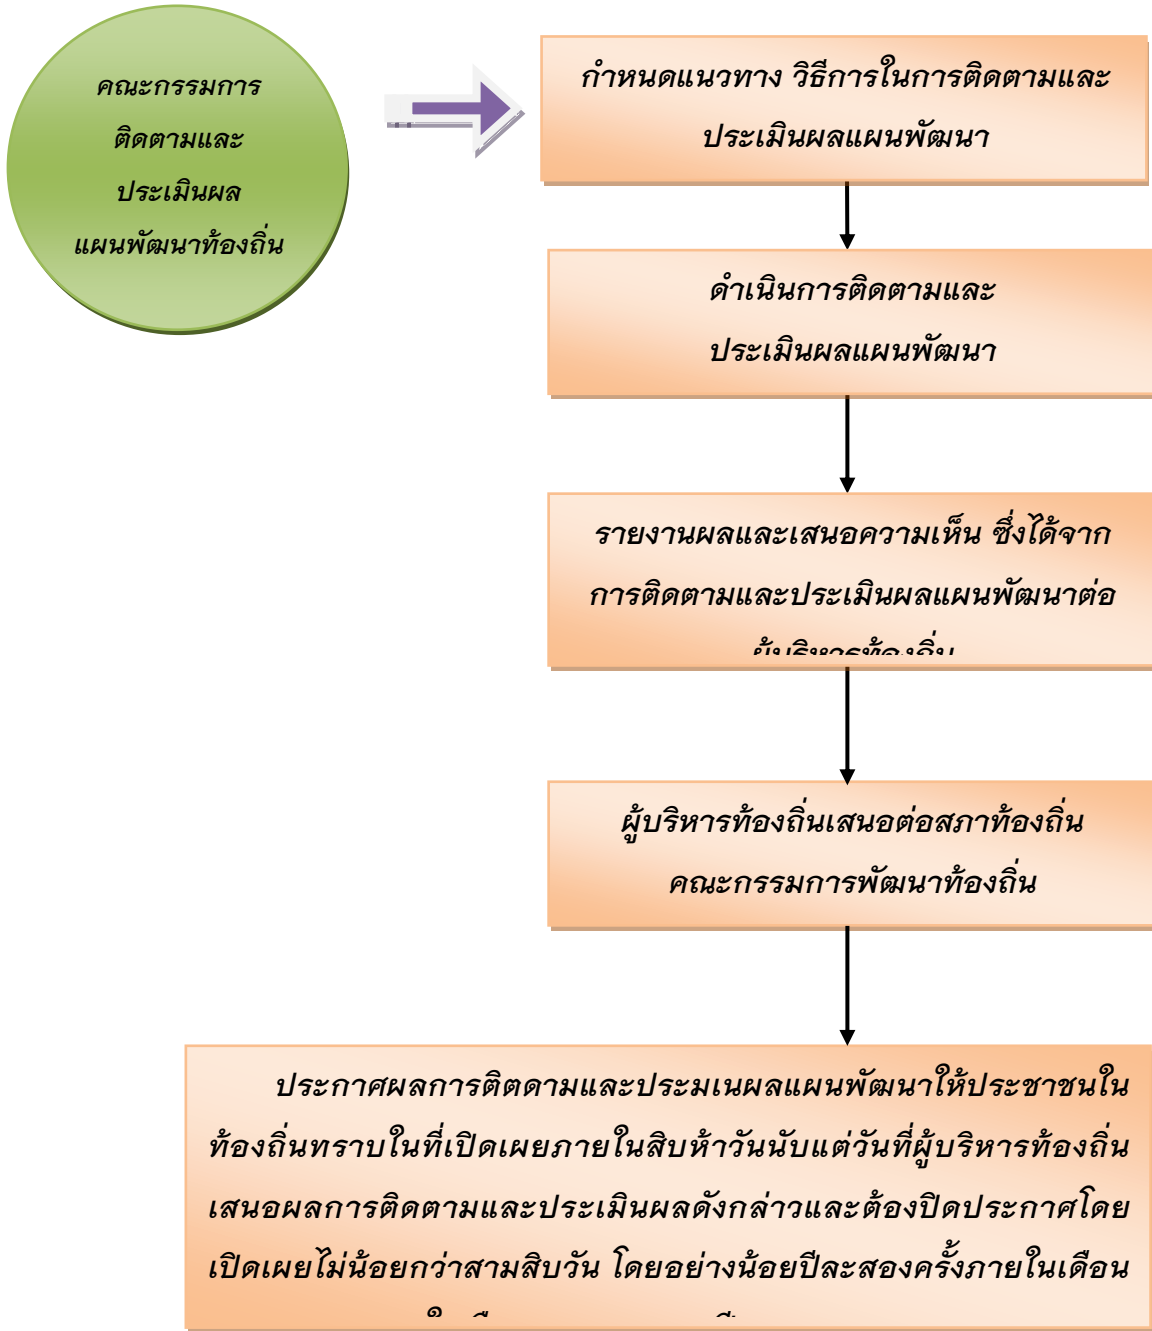 คณะกรรมการ
ติดตามและ
ประเมินผล
แผนพัฒนาท้องถิ่น
กำหนดแนวทาง วิธีการในการติดตามและ
ประเมินผลแผนพัฒนา
ดำเนินการติดตามและ
ประเมินผลแผนพัฒนา
รายงานผลและเสนอความเห็น ซึ่งได้จาก
การติดตามและประเมินผลแผนพัฒนาต่อ
ผู้บริหารท้องถิ่น
ผู้บริหารท้องถิ่นเสนอต่อสภาท้องถิ่น
คณะกรรมการพัฒนาท้องถิ่น
ประกาศผลการติตดามและประมเนผลแผนพัฒนาให้ประชาชนใน
ท้องถิ่นทราบในที่เปิดเผยภายในสิบห้าวันนับแต่วันที่ผู้บริหารท้องถิ่น
เสนอผลการติดตามและประเมินผลดังกล่าวและต้องปิดประกาศโดย
เปิดเผยไม่น้อยกว่าสามสิบวัน โดยอย่างน้อยปีละสองครั้งภายในเดือน